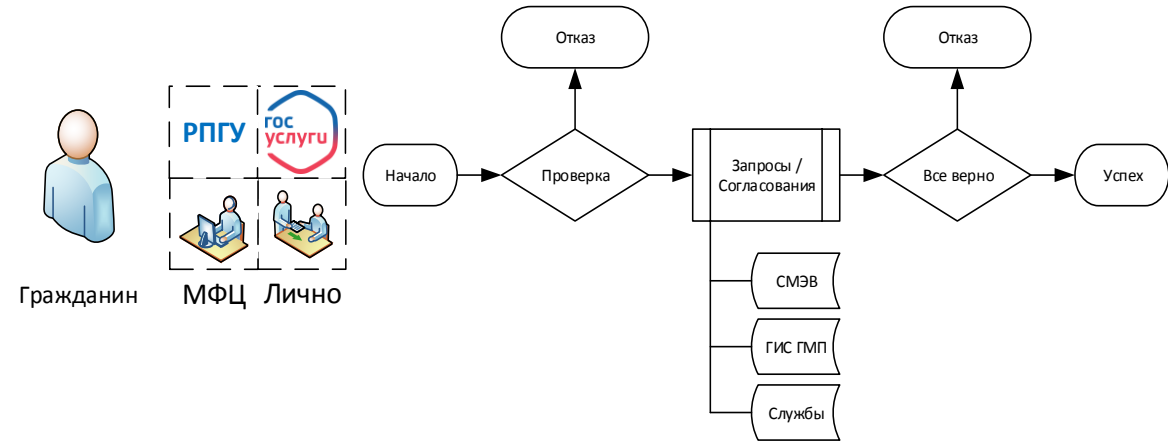 Отказ
Отказ
РПГУ
гос
услуги
Начало
Проверка
Запросы /
Согласования
Все верно
Успех
СМЭВ
Гражданин
МФЦ
Лично
ГИС ГМП
Службы